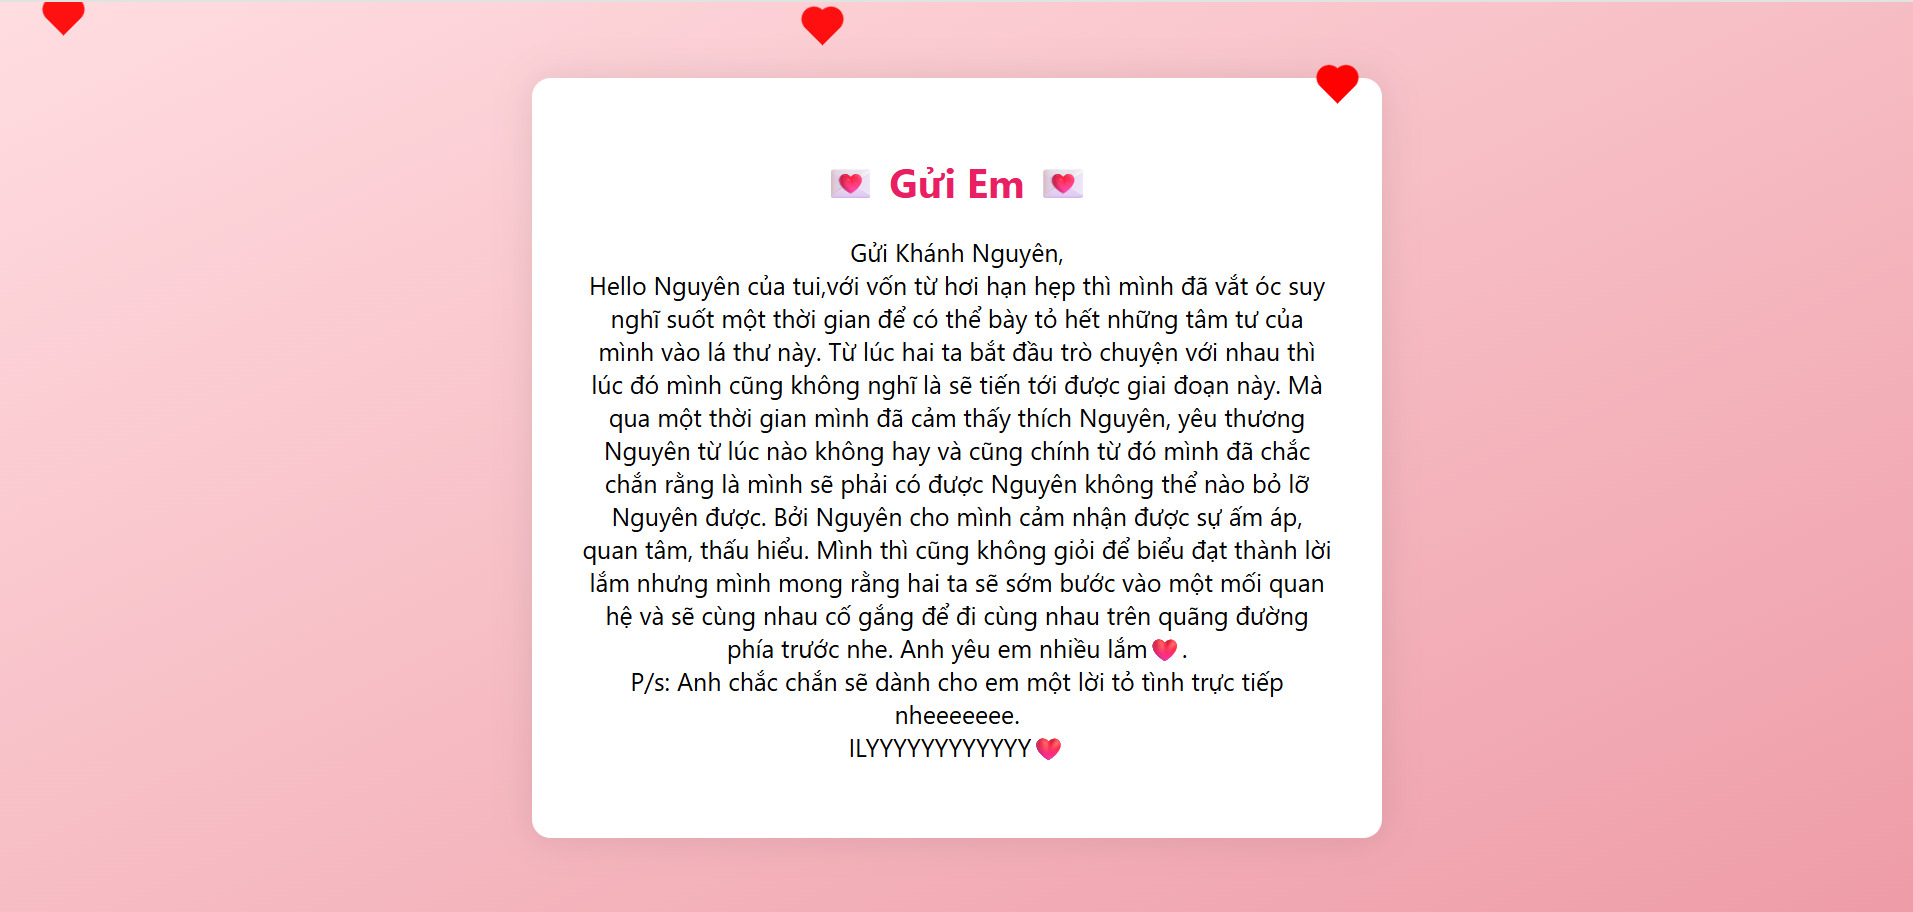 💌 Gửi Em 💌
Gửi Khánh Nguyên,
Hello Nguyên của tui,với vốn từ hơi hạn hẹp thì mình đã vắt óc suy
nghĩ suốt một thời gian để có thể bày tỏ hết những tâm tư của
mình vào lá thư này. Từ lúc hai ta bắt đầu trò chuyện với nhau thì
lúc đó mình cũng không nghĩ là sẽ tiến tới được giai đoạn này. Mà
qua một thời gian mình đã cảm thấy thích Nguyên, yêu thương
Nguyên từ lúc nào không hay và cũng chính từ đó mình đã chắc
chắn rằng là mình sẽ phải có được Nguyên không thể nào bỏ lỡ
Nguyên được. Bởi Nguyên cho mình cảm nhận được sự ấm áp,
quan tâm, thấu hiểu. Mình thì cũng không giỏi để biểu đạt thành lời
lắm nhưng mình mong rằng hai ta sẽ sớm bước vào một mối quan
hệ và sẽ cùng nhau cố gắng để đi cùng nhau trên quãng đường
phía trước nhe. Anh yêu em nhiều lắm❤️.
P/s: Anh chắc chắn sẽ dành cho em một lời tỏ tình trực tiếp
nheeeeeee.
ILYYYYYYYYYYYY❤️